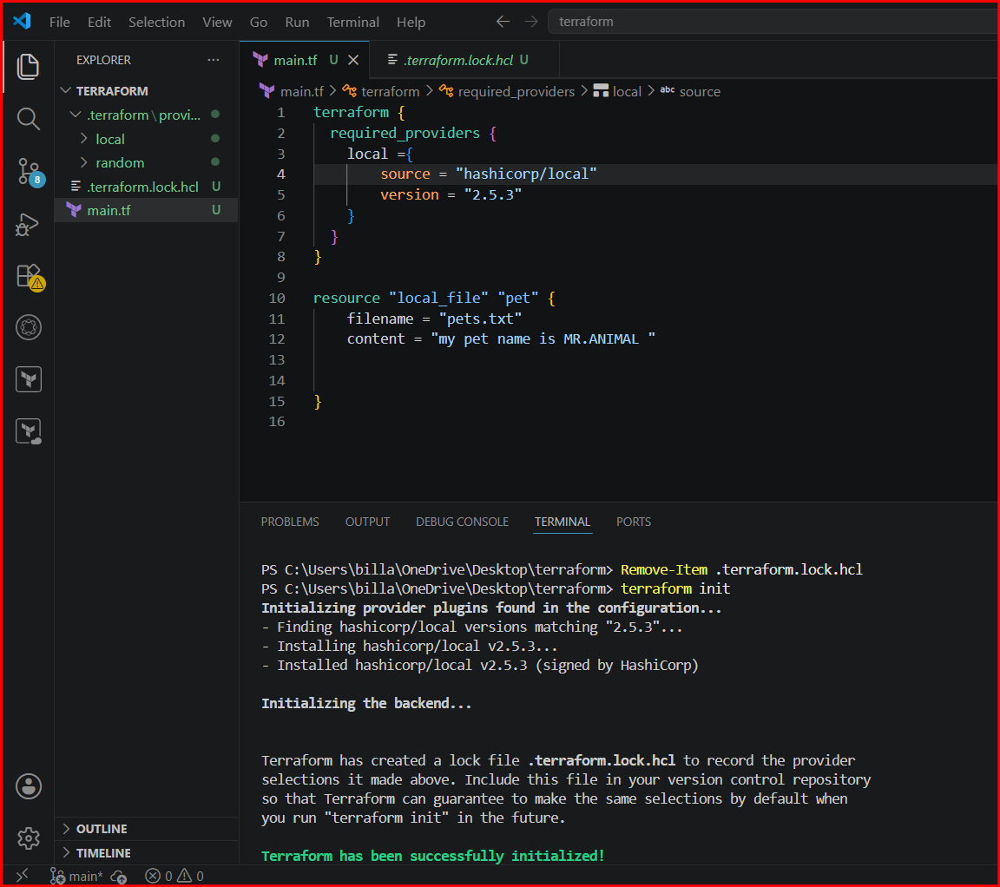 File Edit Selection View Go Run Terminal Help
terraform
EXPLORER
TERRAFORM
.terraform\provi...
local
random
.terraform.lock.hcl U
main.tf U
8
OUTLINE
TIMELINE
main.tf U
.terraform.lock.hcl U
main.tf > terraform > required_providers > local > abc source
1 terraform {
2 required_providers {
3 local ={
4 source = "hashicorp/local"
5 version = "2.5.3"
6 }
7 }
8 }
9
10 resource "local_file" "pet" {
11 filename = "pets.txt"
12 content = "my pet name is MR.ANIMAL "
13
14
15 }
16
PROBLEMS OUTPUT DEBUG CONSOLE TERMINAL PORTS
PS C:\Users\billa\OneDrive\Desktop\terraform> Remove-Item .terraform.lock.hcl
PS C:\Users\billa\OneDrive\Desktop\terraform> terraform init
Initializing provider plugins found in the configuration...
- Finding hashicorp/local versions matching "2.5.3"...
- Installing hashicorp/local v2.5.3...
- Installed hashicorp/local v2.5.3 (signed by HashiCorp)
Initializing the backend...
Terraform has created a lock file .terraform.lock.hcl to record the provider
selections it made above. Include this file in your version control repository
so that Terraform can guarantee to make the same selections by default when
you run "terraform init" in the future.
Terraform has been successfully initialized!
main* 0 0